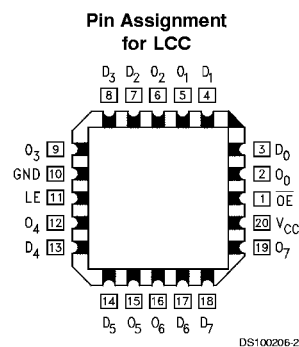 Pin Assignment
for LCC
D3 D2 O2 O1 D1
8 7 6 5 4
O3 9 3 D0
GND 10 2 O0
LE 11 1 O̅E̅
O4 12 20 VCC
D4 13 19 O7
14 15 16 17 18
D5 O5 O6 D6 D7
DS100206-2